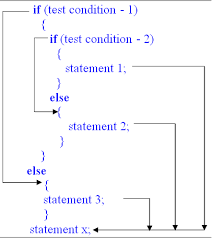 if (test condition - 1)
{
if (test condition - 2)
{
statement 1;
}
else
{
statement 2;
}
}
else
{
statement 3;
}
statement x;